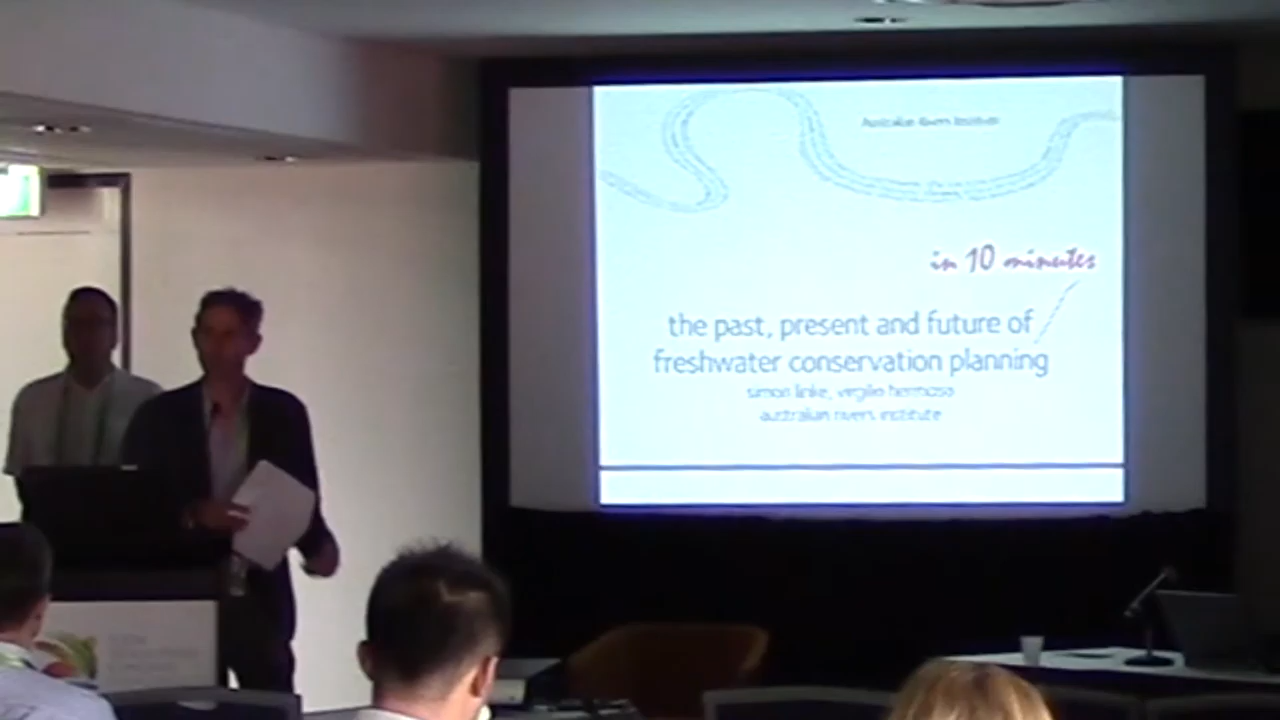 Australian Rivers Institute
in 10 minutes
the past, present and future of
freshwater conservation planning
simon linke, virgilio hermoso
australian rivers institute